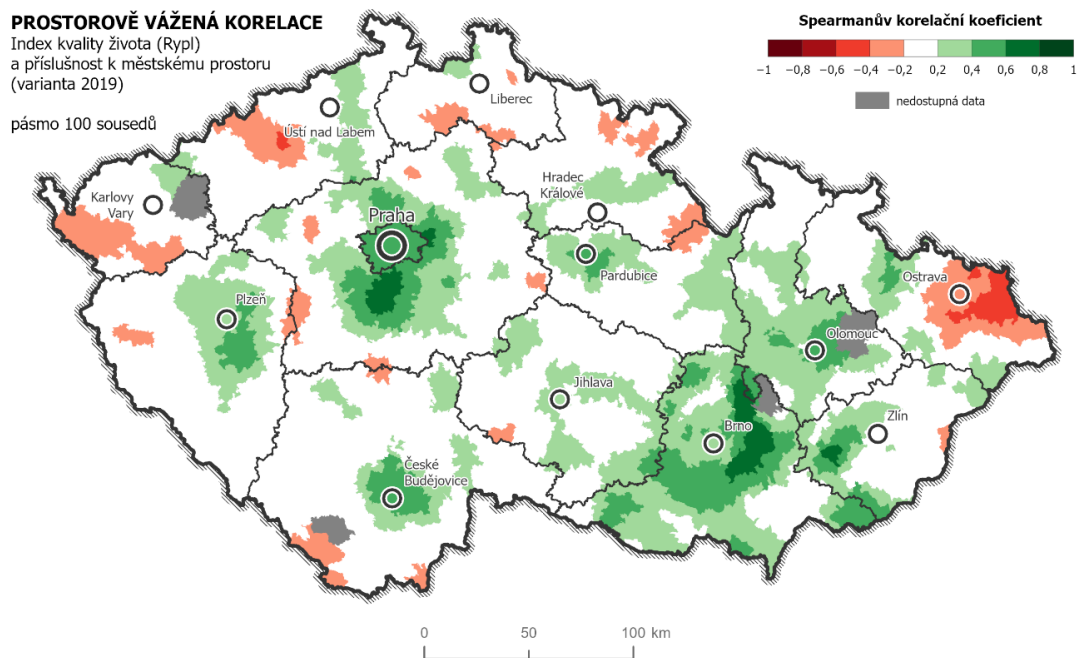 PROSTOROVĚ VÁŽENÁ KORELACE
Index kvality života (Rypl)
a příslušnost k městskému prostoru
(varianta 2019)
pásmo 100 sousedů
Spearmanův korelační koeficient
−1 −0,8 −0,6 −0,4 −0,2 0,2 0,4 0,6 0,8 1
nedostupná data
Liberec
Ústí nad Labem
Karlovy
Vary
Hradec
Králové
Praha
Pardubice
Ostrava
Plzeň
Olomouc
Jihlava
Brno
Zlín
České
Budějovice
0 50 100 km